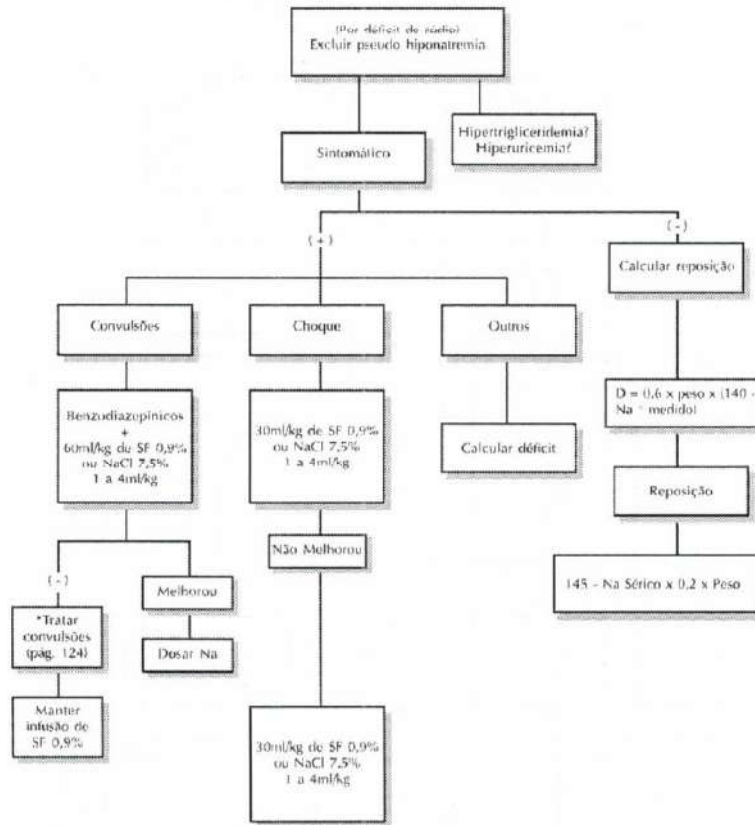 (Por déficit de sódio)
Excluir pseudo hiponatremia
Hipertrigliceridemia?
Hiperuricemia?
Sintomático
(+)
(-)
Calcular reposição
Convulsões
Choque
Outros
Benzodiazepínicos
+
60ml/kg de SF 0,9%
ou NaCl 7,5%
1 a 4ml/kg
30ml/kg de SF 0,9%
ou NaCl 7,5%
1 a 4ml/kg
Calcular déficit
D = 0,6 x peso x (140 -
Na + medido)
Reposição
145 - Na Sérico x 0,2 x Peso
Não Melhorou
(-)
Melhorou
*Tratar
convulsões
(pág. 124)
Dosar Na
Manter
infusão de
SF 0,9%
30ml/kg de SF 0,9%
ou NaCl 7,5%
1 a 4ml/kg